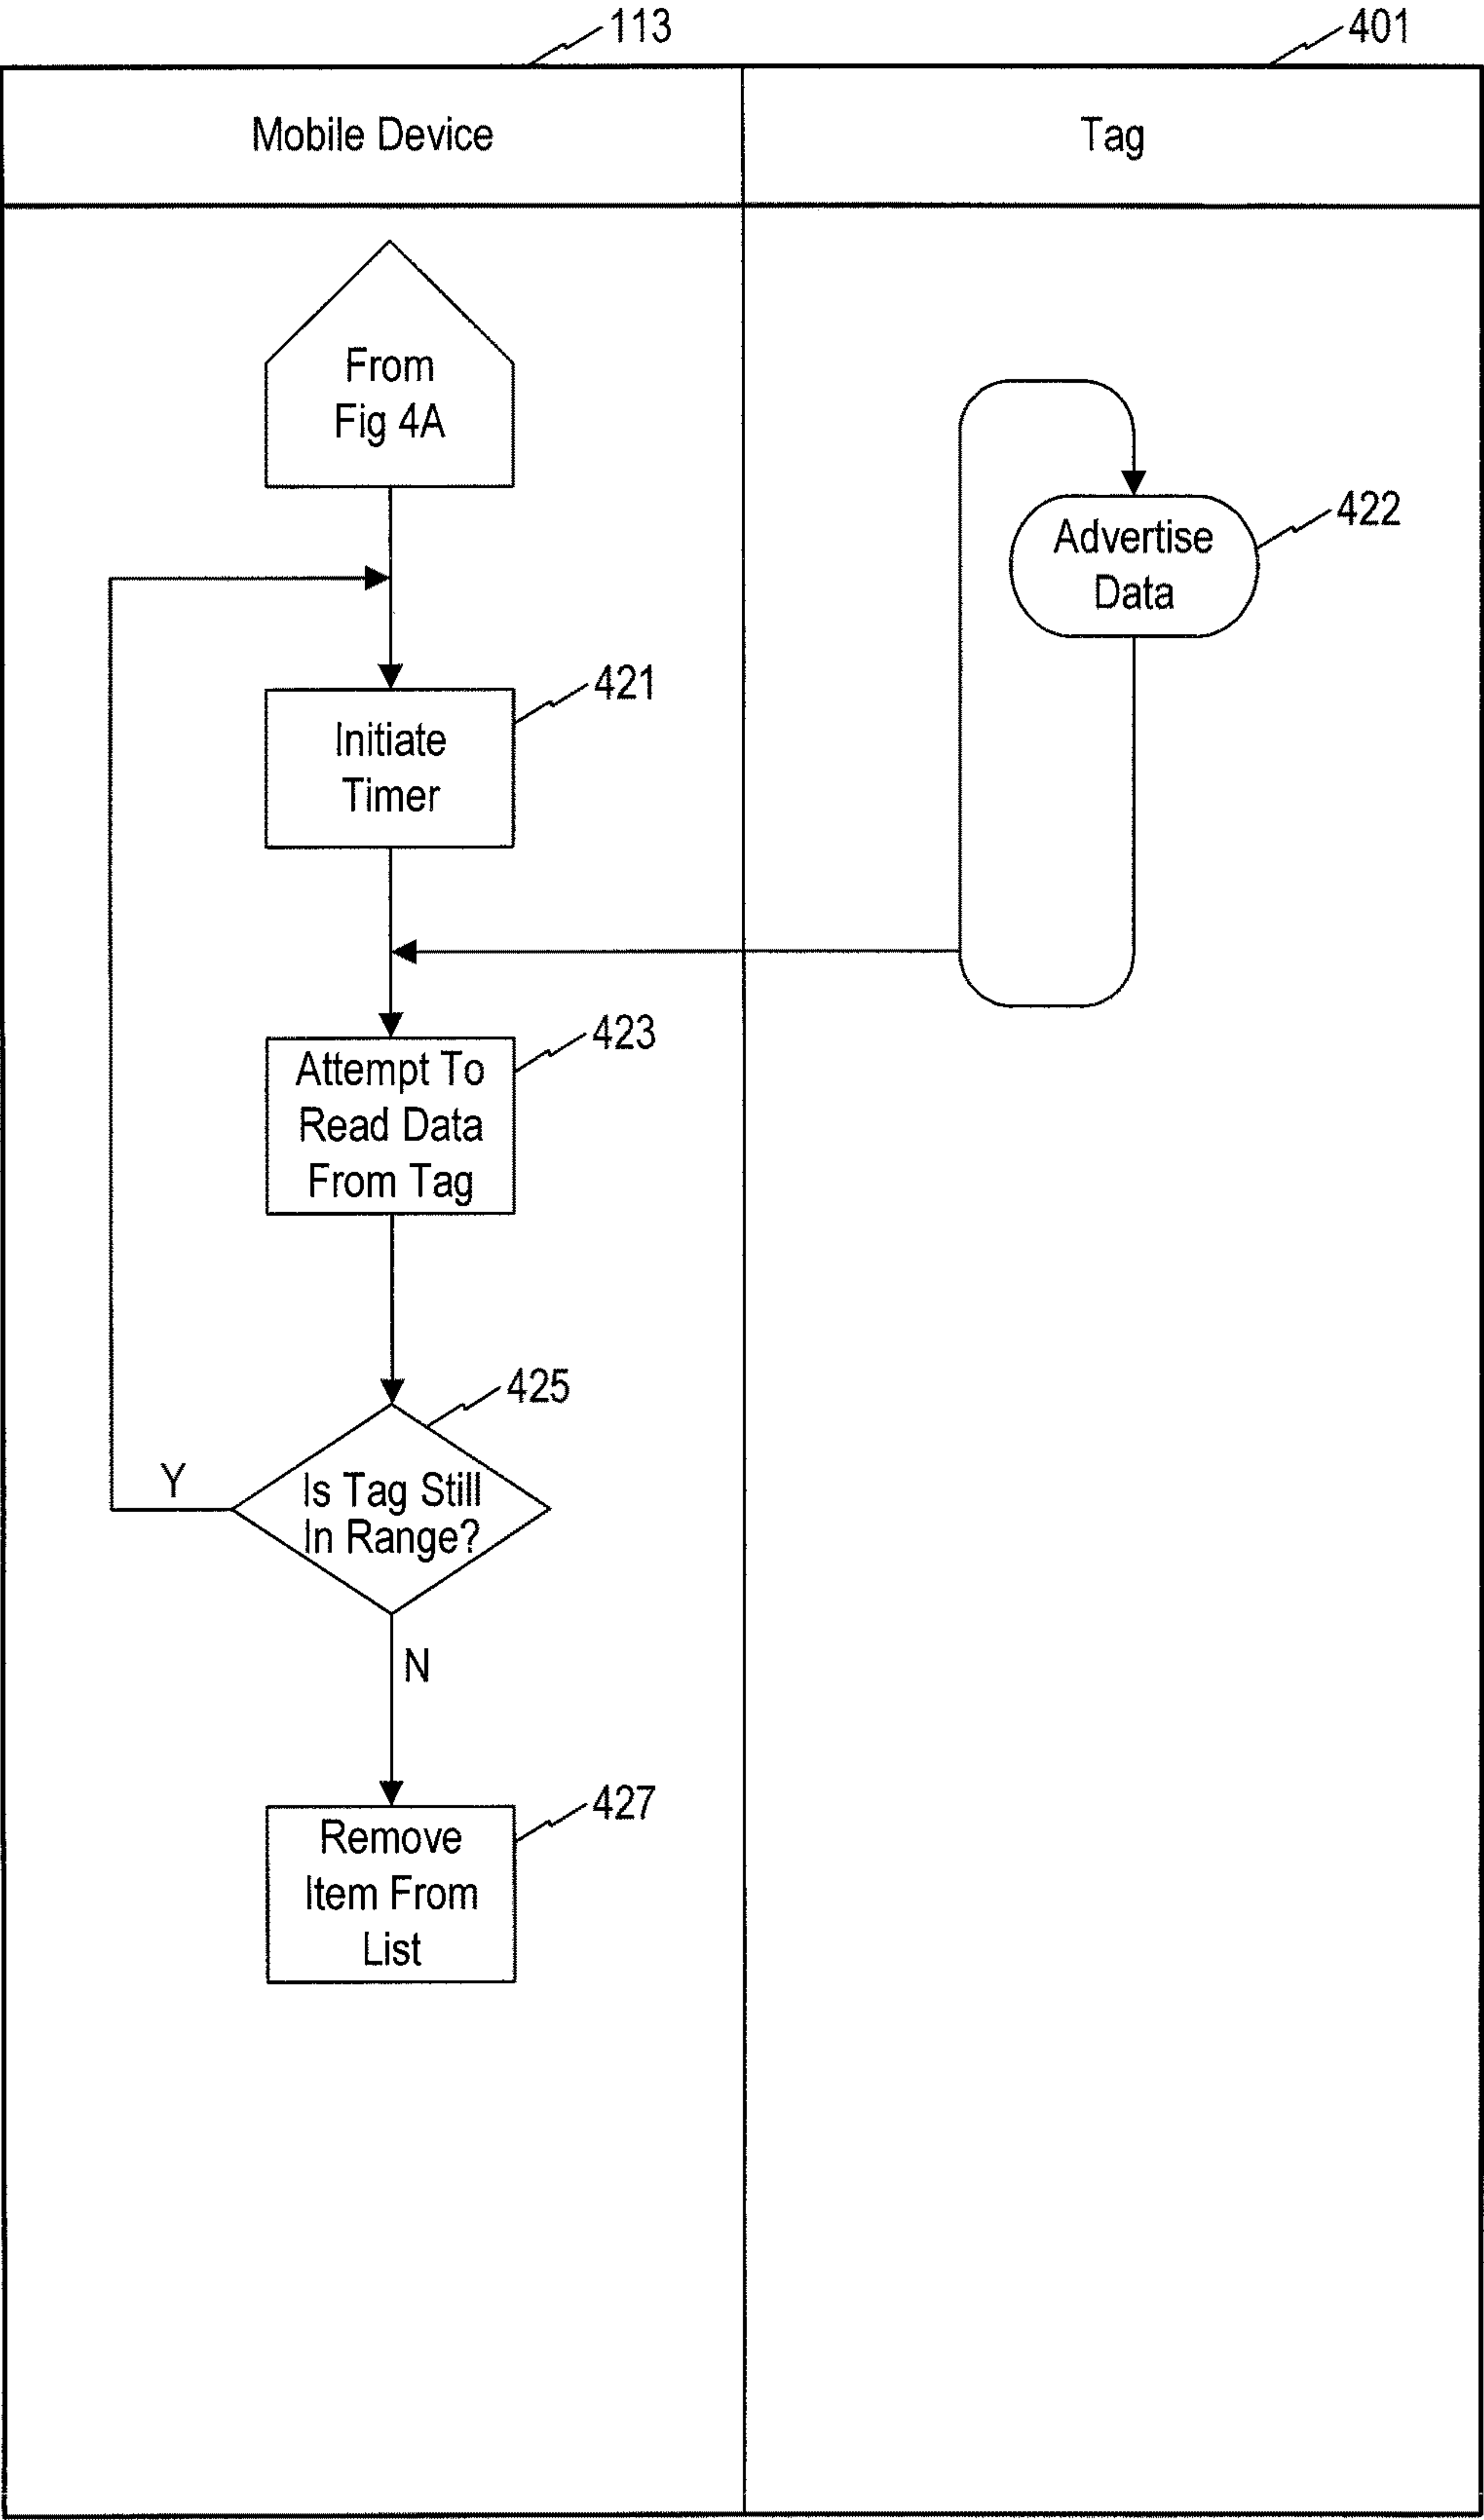 113
401
Mobile Device
Tag
From
Fig 4A
Advertise
Data
422
Initiate
Timer
421
Attempt To
Read Data
From Tag
423
425
Is Tag Still
In Range?
Y
N
Remove
Item From
List
427